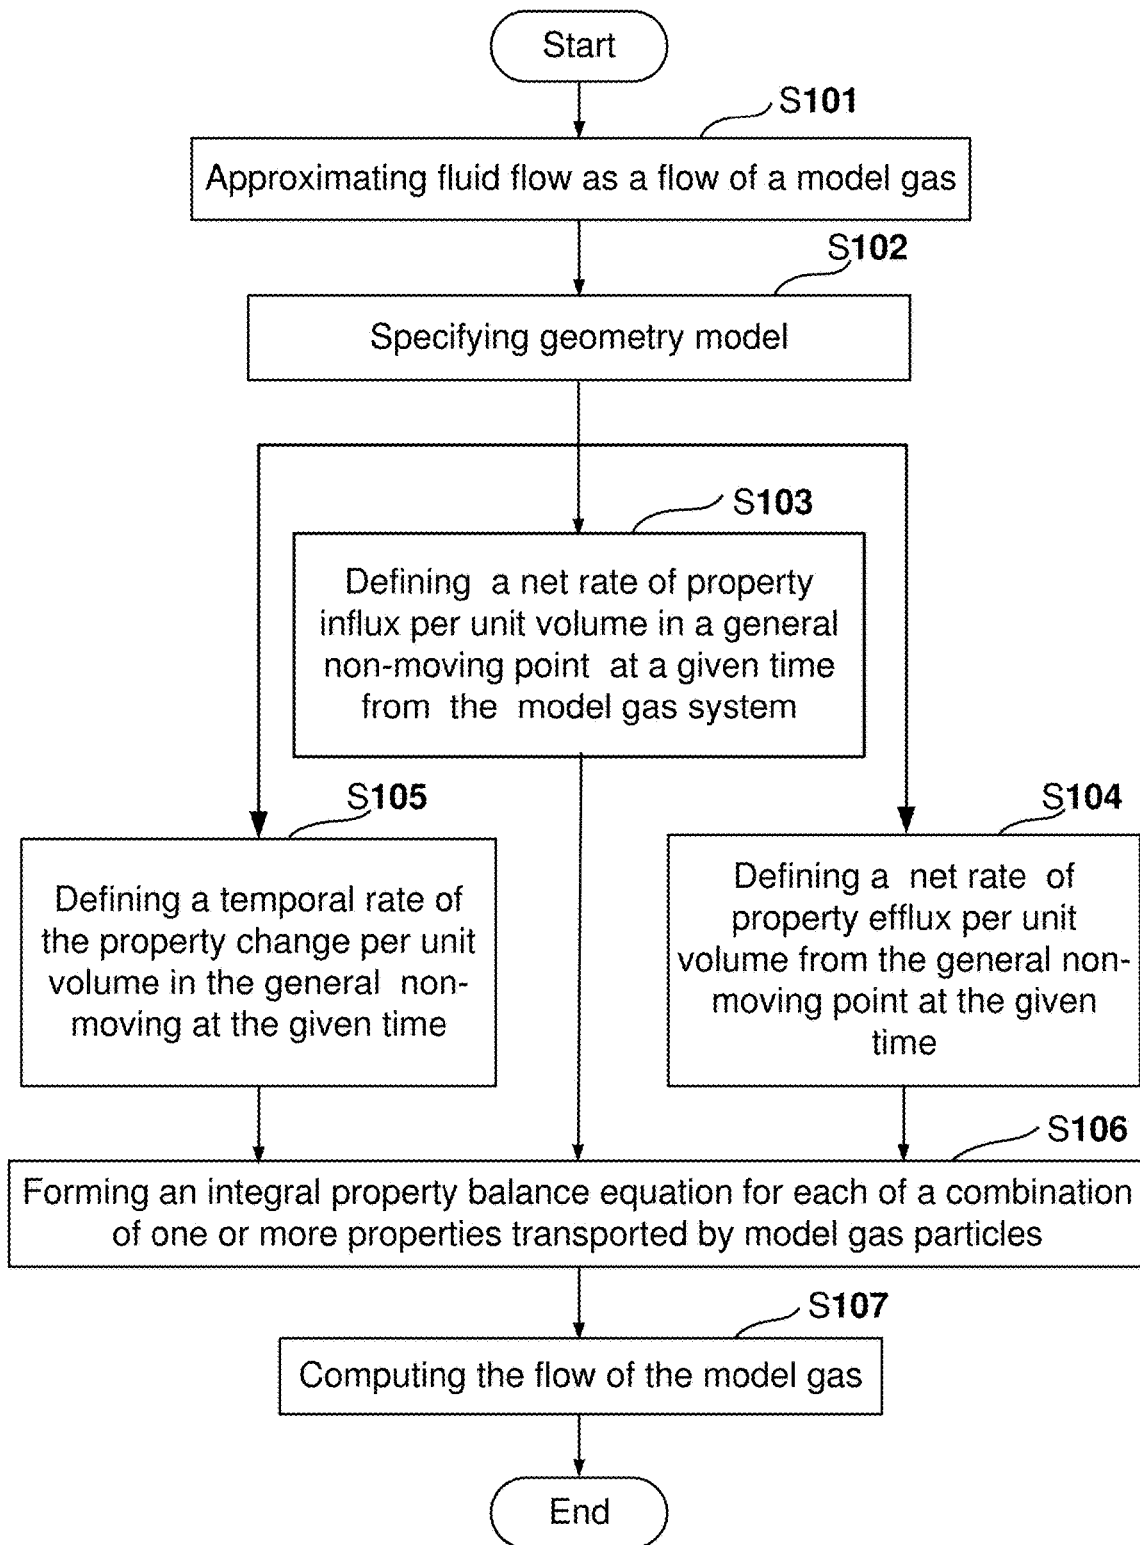 Start
S101
Approximating fluid flow as a flow of a model gas
S102
Specifying geometry model
S103
Defining a net rate of property
influx per unit volume in a general
non-moving point at a given time
from the model gas system
S105
Defining a temporal rate of
the property change per unit
volume in the general non-
moving at the given time
S104
Defining a net rate of
property efflux per unit
volume from the general non-
moving point at the given
time
S106
Forming an integral property balance equation for each of a combination
of one or more properties transported by model gas particles
S107
Computing the flow of the model gas
End